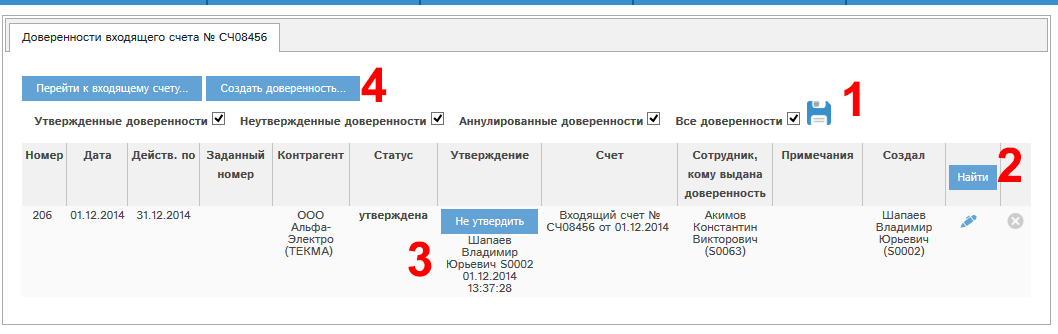 Доверенности входящего счета № СЧ08456
Перейти к входящему счету... Создать доверенность... 4
Утвержденные доверенности Неутвержденные доверенности Аннулированные доверенности Все доверенности 1
Номер Дата Действ. по Заданный номер Контрагент Статус Утверждение Счет Сотрудник, кому выдана доверенность Примечания Создал Найти 2
206 01.12.2014 31.12.2014 ООО Альфа-Электро (ТЕКМА) утверждена Не утвердить Шапаев Владимир Юрьевич S0002 01.12.2014 13:37:28 Входящий счет № СЧ08456 от 01.12.2014 Акимов Константин Викторович (S0063) Шапаев Владимир Юрьевич (S0002)
3